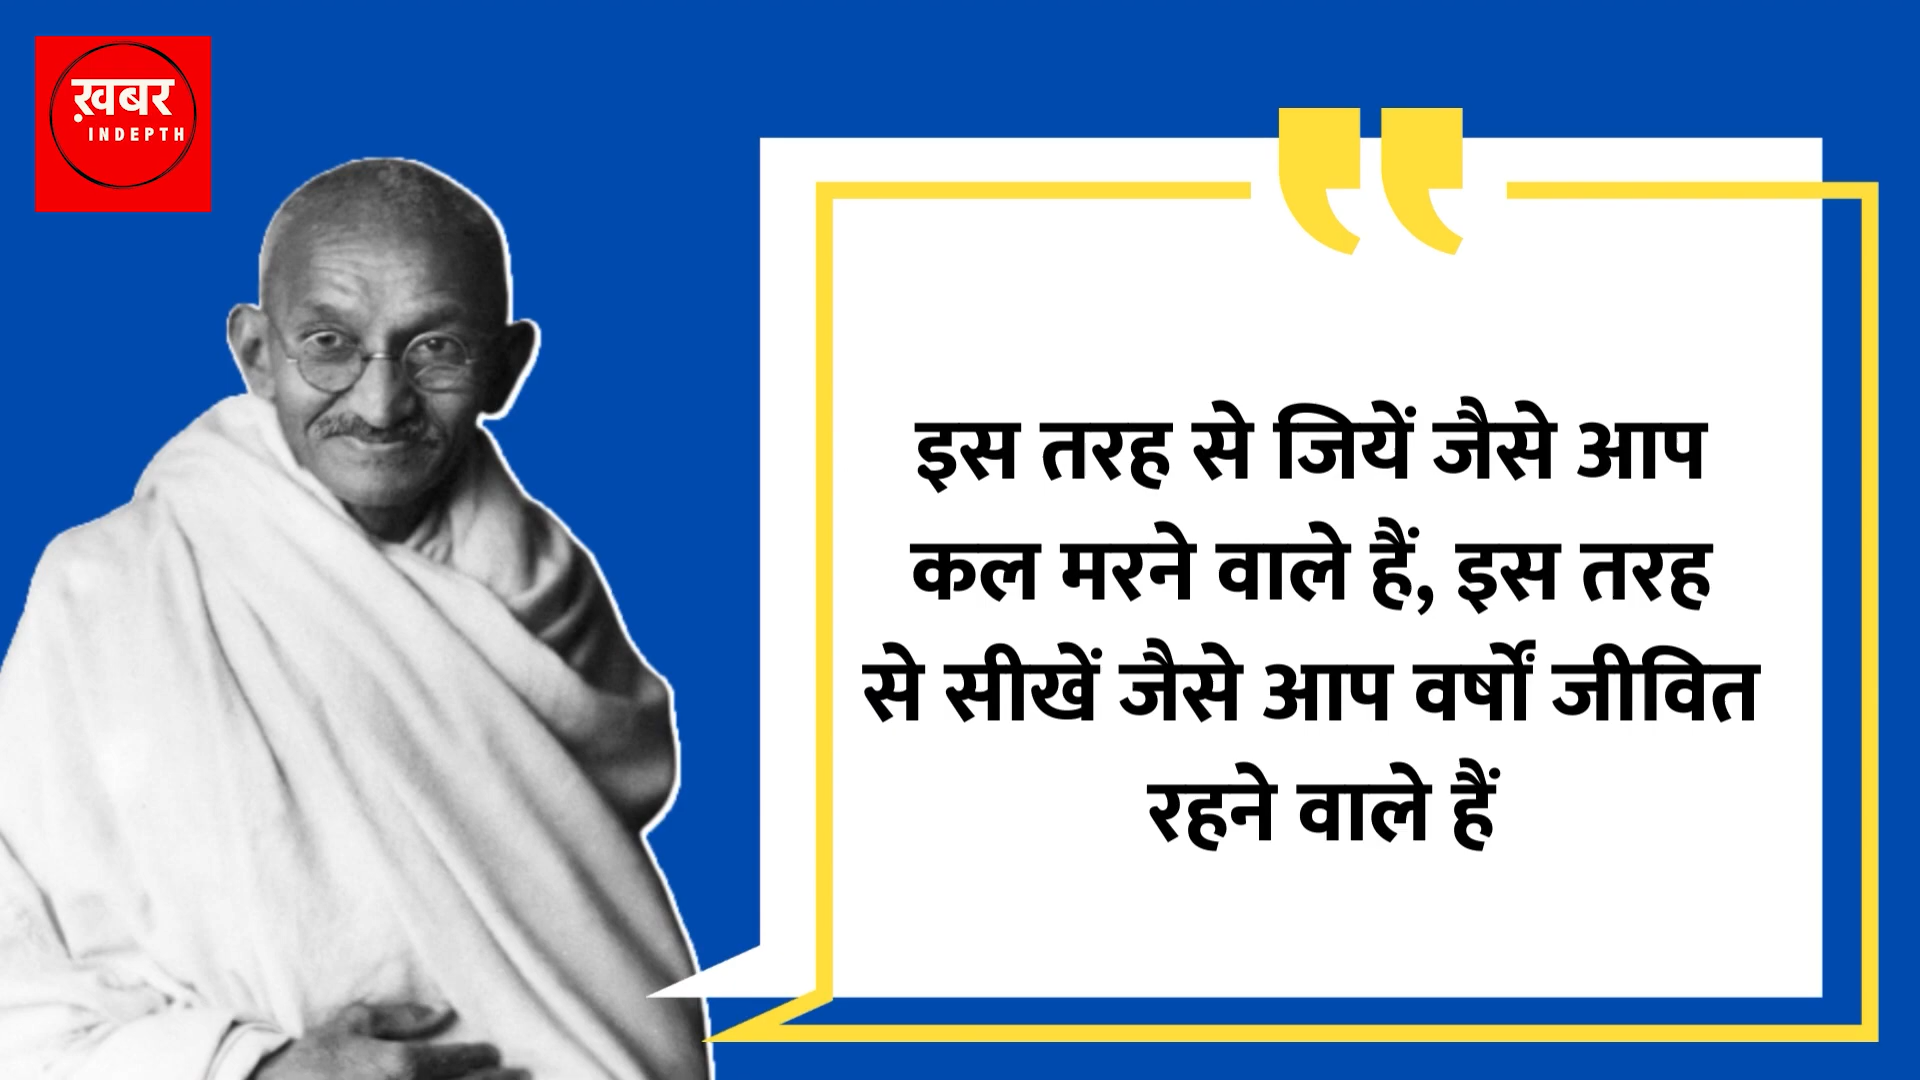 ख़बर
INDEPTH
इस तरह से जियें जैसे आप
कल मरने वाले हैं, इस तरह
से सीखें जैसे आप वर्षों जीवित
रहने वाले हैं